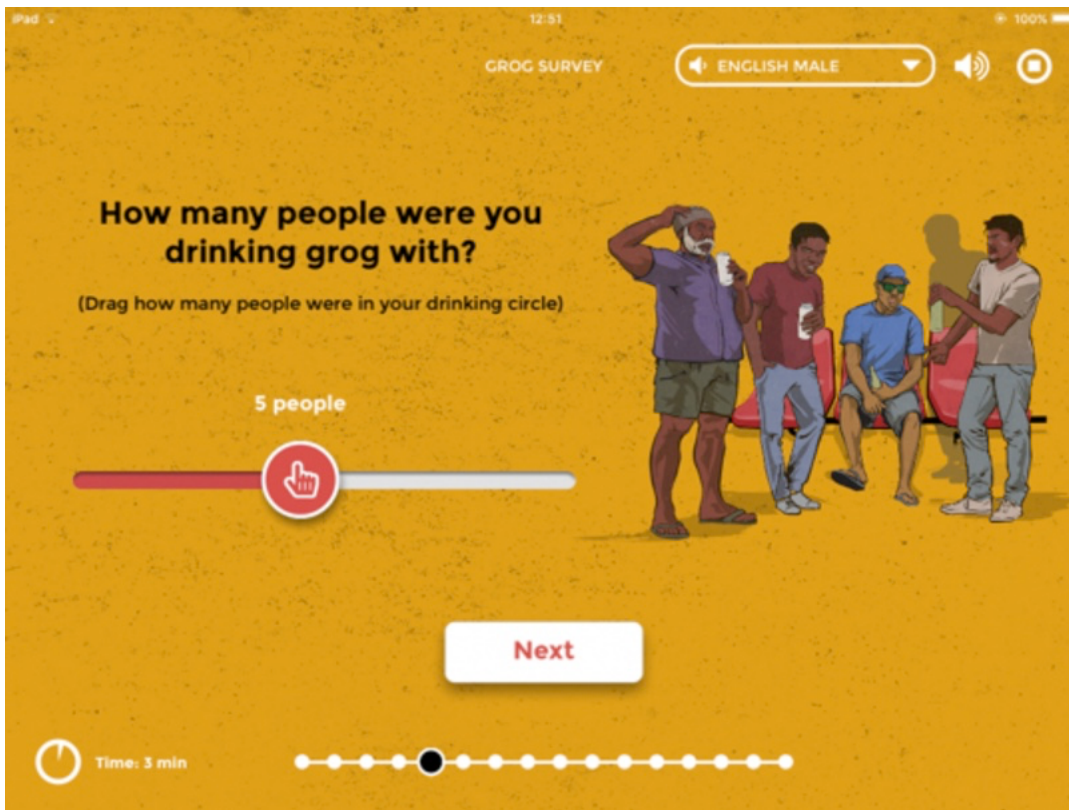 iPad
12:51
100%
GROG SURVEY
ENGLISH MALE
How many people were you
drinking grog with?
(Drag how many people were in your drinking circle)
5 people
Next
Time: 3 min